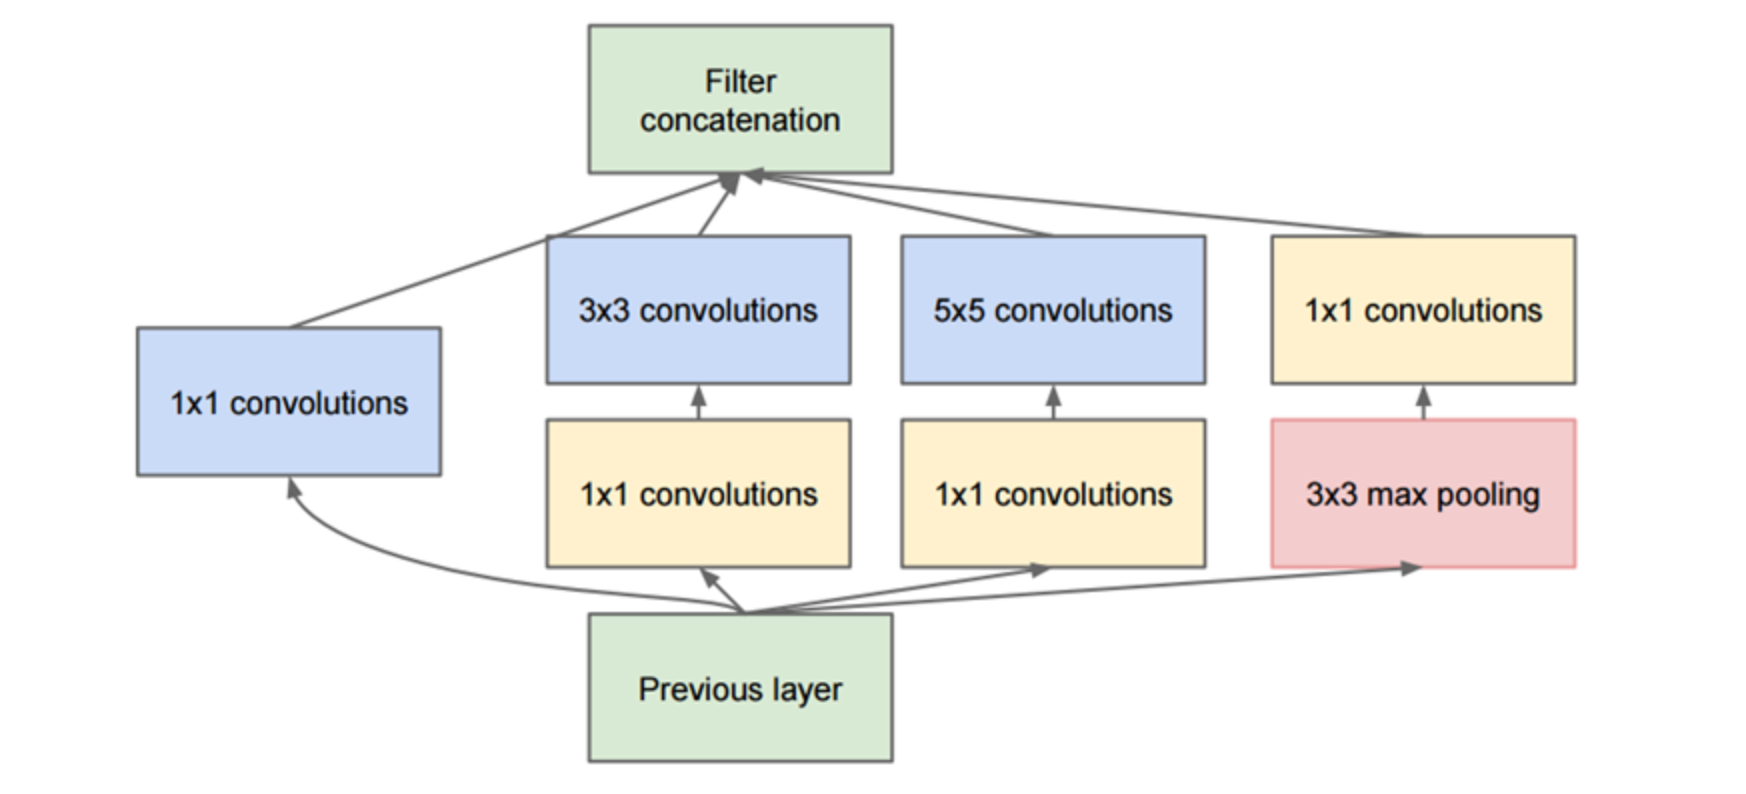 Filter
concatenation
3x3 convolutions
5x5 convolutions
1x1 convolutions
1x1 convolutions
1x1 convolutions
1x1 convolutions
3x3 max pooling
Previous layer